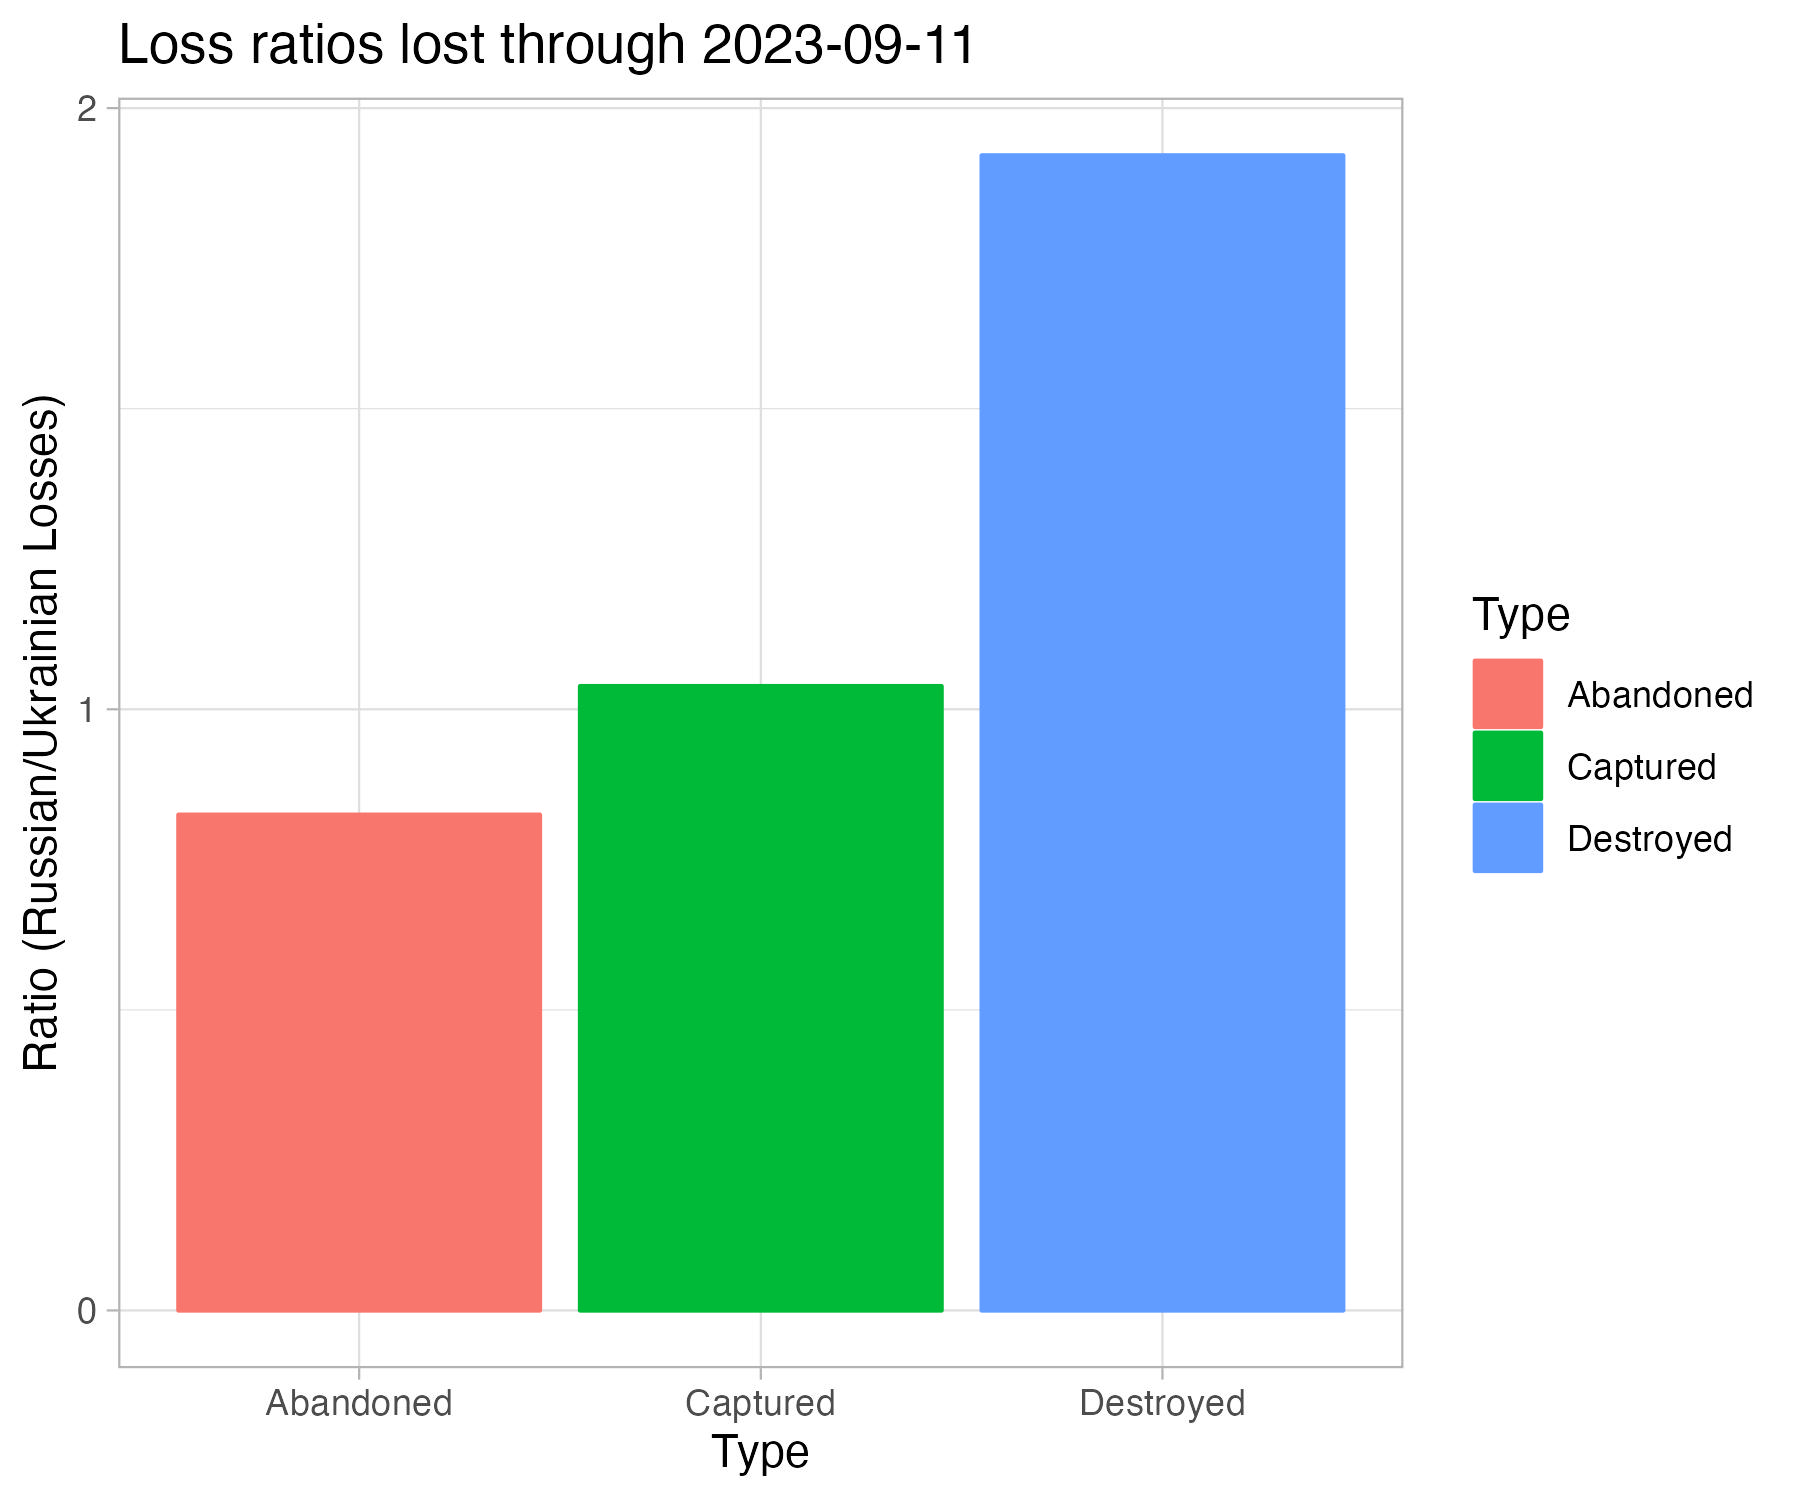 Loss ratios lost through 2023-09-11
Ratio (Russian/Ukrainian Losses)
2
1
0
Abandoned
Captured
Destroyed
Type
Type
Abandoned
Captured
Destroyed